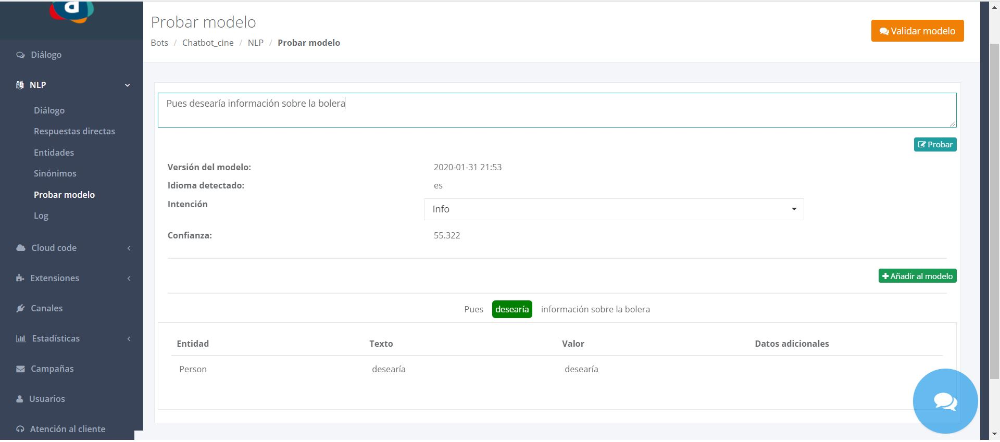 a
Probar modelo
Bots / Chatbot_cine / NLP / Probar modelo
Validar modelo
Diálogo
NLP
Diálogo
Respuestas directas
Entidades
Sinónimos
Probar modelo
Log
Cloud code
Extensiones
Canales
Estadísticas
Campañas
Usuarios
Atención al cliente
Pues desearía información sobre la bolera
Probar
Versión del modelo: 2020-01-31 21:53
Idioma detectado: es
Intención Info
Confianza: 55.322
Añadir al modelo
Pues desearía información sobre la bolera
Entidad Texto Valor Datos adicionales
Person desearía desearía